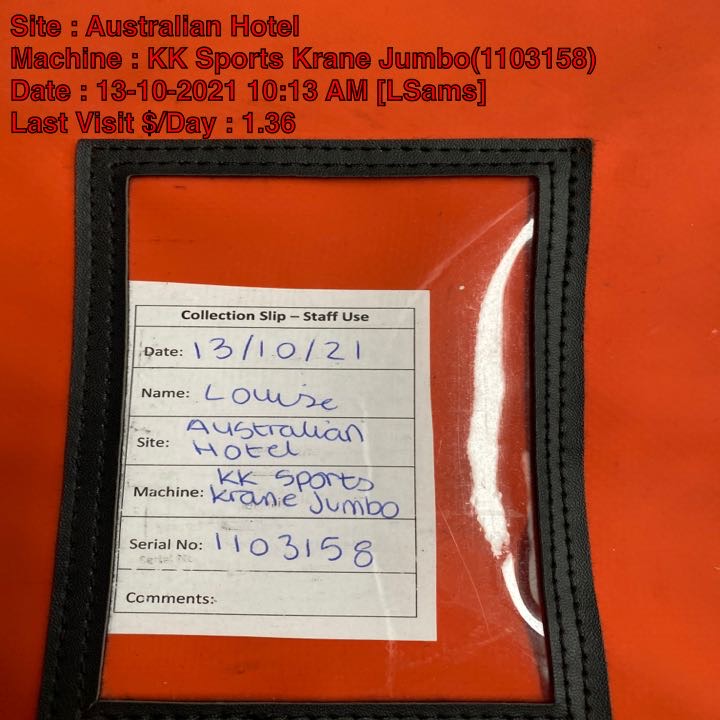 Site : Australian Hotel
Machine : KK Sports Krane Jumbo(1103158)
Date : 13-10-2021 10:13 AM [LSams]
Last Visit $/Day : 1.36
Collection Slip – Staff Use
Date: 13/10/21
Name: Louise
Site: Australian
Hotel
Machine: KK Sports
Krane Jumbo
Serial No: 1103158
Comments: